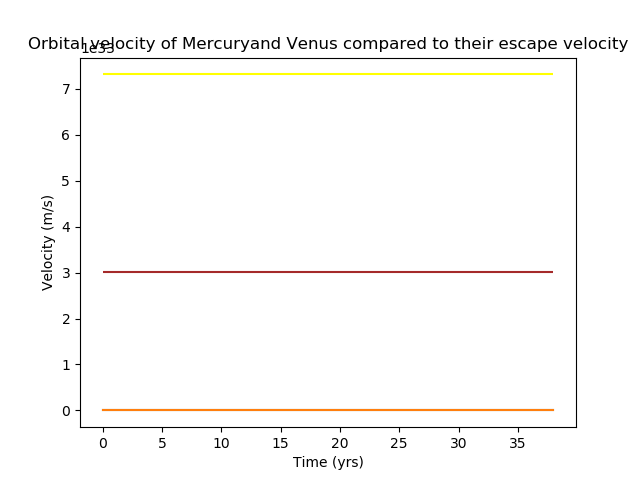 Orbital velocity of Mercuryand Venus compared to their escape velocity
1e33
7
6
5
4
3
2
1
0
Velocity (m/s)
0 5 10 15 20 25 30 35
Time (yrs)